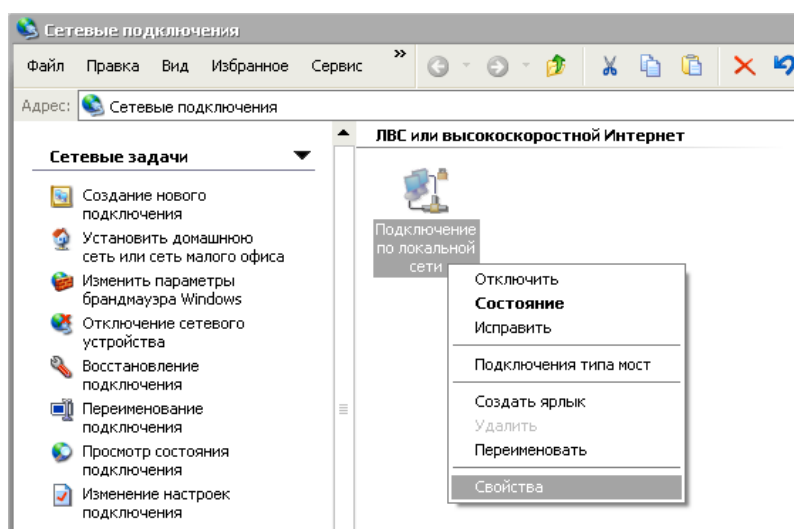 Сетевые подключения
Файл Правка Вид Избранное Сервис »
Адрес: Сетевые подключения
Сетевые задачи
Создание нового
подключения
Установить домашнюю
сеть или сеть малого офиса
Изменить параметры
брандмауэра Windows
Отключение сетевого
устройства
Восстановление
подключения
Переименование
подключения
Просмотр состояния
подключения
Изменение настроек
подключения
ЛВС или высокоскоростной Интернет
Подключение
по локальной
сети
Отключить
Состояние
Исправить
Подключения типа мост
Создать ярлык
Удалить
Переименовать
Свойства